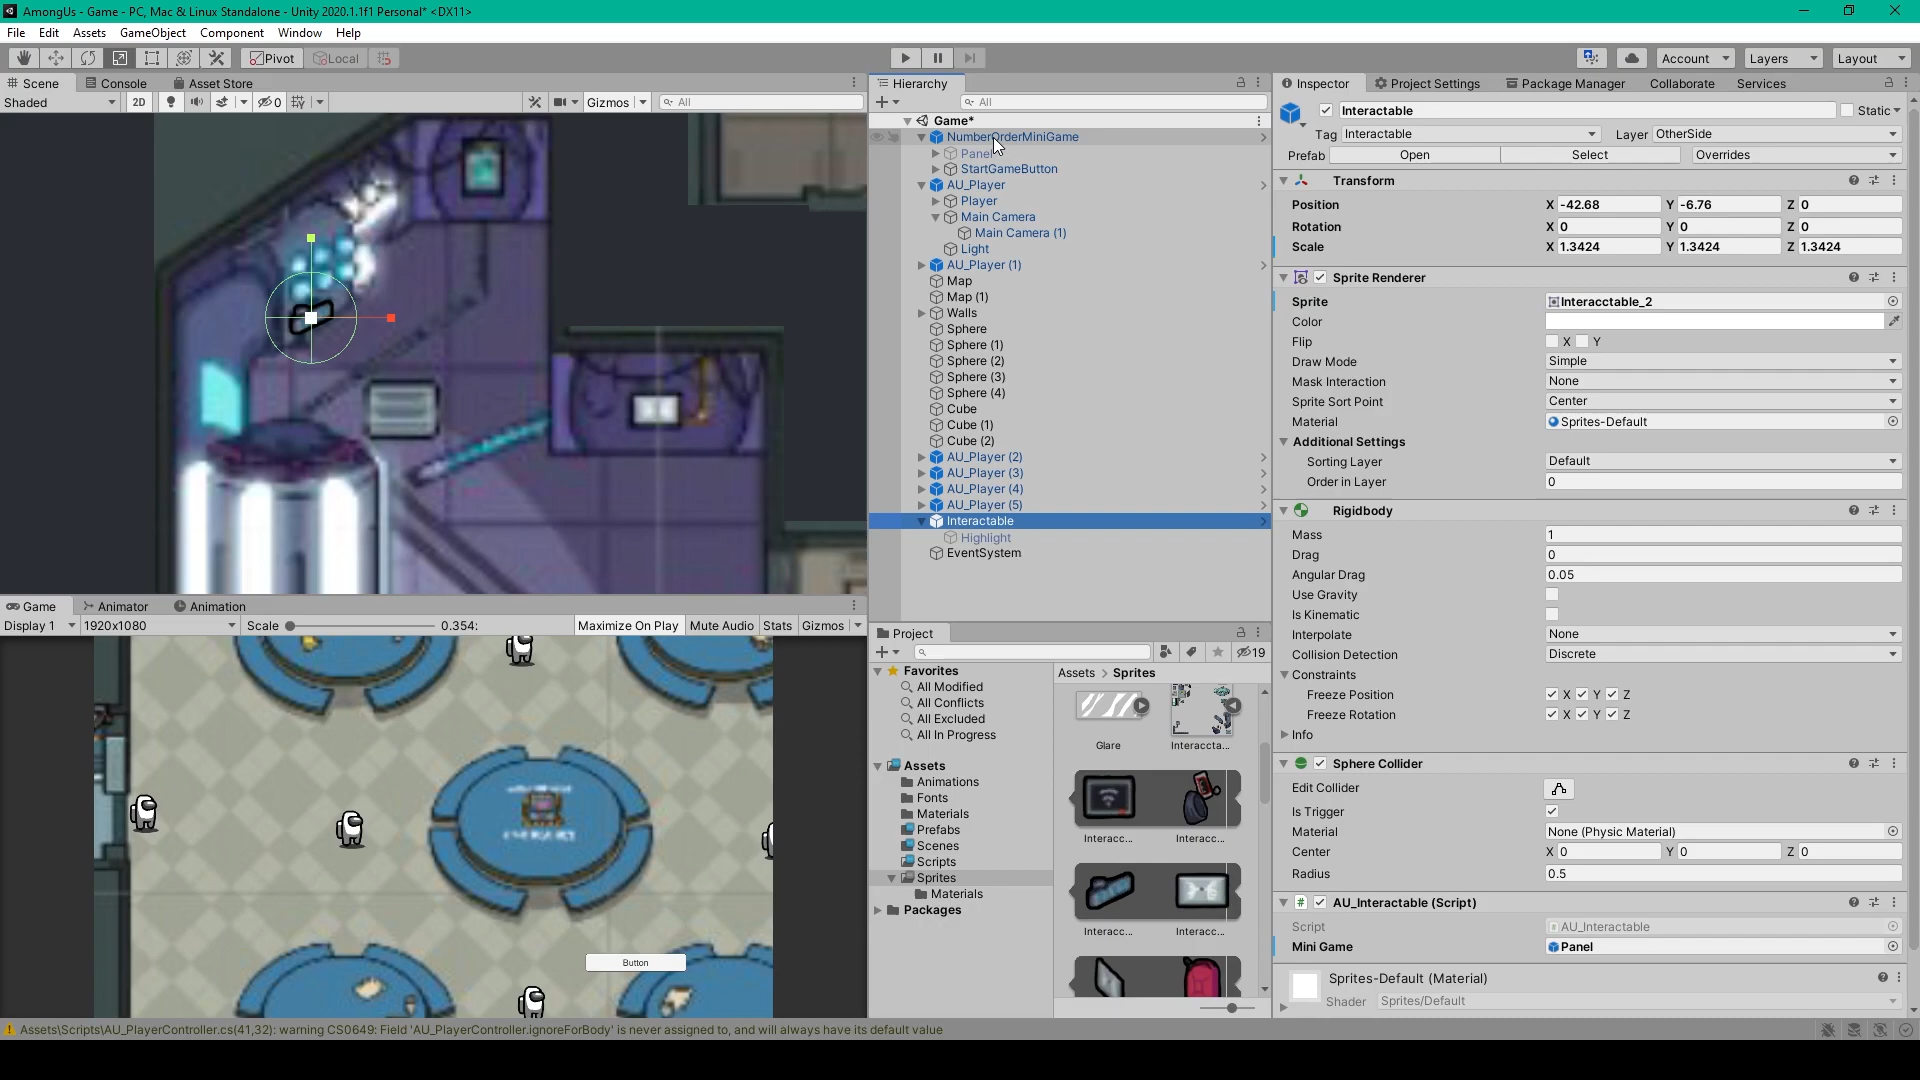 AmongUs - Game - PC, Mac & Linux Standalone - Unity 2020.1.1f1 Personal* <DX11>
File Edit Assets GameObject Component Window Help
Pivot Local Account Layers Layout
Scene Console Asset Store
Shaded 2D 0 Gizmos All
Hierarchy
All
Game*
NumberOrderMiniGame
Panel
StartGameButton
AU_Player
Player
Main Camera
Main Camera (1)
Light
AU_Player (1)
Map
Map (1)
Walls
Sphere
Sphere (1)
Sphere (2)
Sphere (3)
Sphere (4)
Cube
Cube (1)
Cube (2)
AU_Player (2)
AU_Player (3)
AU_Player (4)
AU_Player (5)
Interactable
Highlight
EventSystem
Inspector Project Settings Package Manager Collaborate Services
Interactable Static
Tag Interactable Layer OtherSide
Prefab Open Select Overrides
Transform
Position X -42.68 Y -6.76 Z 0
Rotation X 0 Y 0 Z 0
Scale X 1.3424 Y 1.3424 Z 1.3424
Sprite Renderer
Sprite Interacctable_2
Color
Flip X Y
Draw Mode Simple
Mask Interaction None
Sprite Sort Point Center
Material Sprites-Default
Additional Settings
Sorting Layer Default
Order in Layer 0
Rigidbody
Mass 1
Drag 0
Angular Drag 0.05
Use Gravity
Is Kinematic
Interpolate None
Collision Detection Discrete
Constraints
Freeze Position X Y Z
Freeze Rotation X Y Z
Info
Sphere Collider
Edit Collider
Is Trigger
Material None (Physic Material)
Center X 0 Y 0 Z 0
Radius 0.5
AU_Interactable (Script)
Script AU_Interactable
Mini Game Panel
Sprites-Default (Material)
Shader Sprites/Default
Game Animator Animation
Display 1 1920x1080 Scale 0.354: Maximize On Play Mute Audio Stats Gizmos
Button
Project
19
Favorites
All Modified
All Conflicts
All Excluded
All In Progress
Assets
Animations
Fonts
Materials
Prefabs
Scenes
Scripts
Sprites
Materials
Packages
Assets > Sprites
Glare Interaccta...
Interacc... Interacc...
Interacc... Interacc...
Assets\Scripts\AU_PlayerController.cs(41,32): warning CS0649: Field 'AU_PlayerController.ignoreForBody' is never assigned to, and will always have its default value